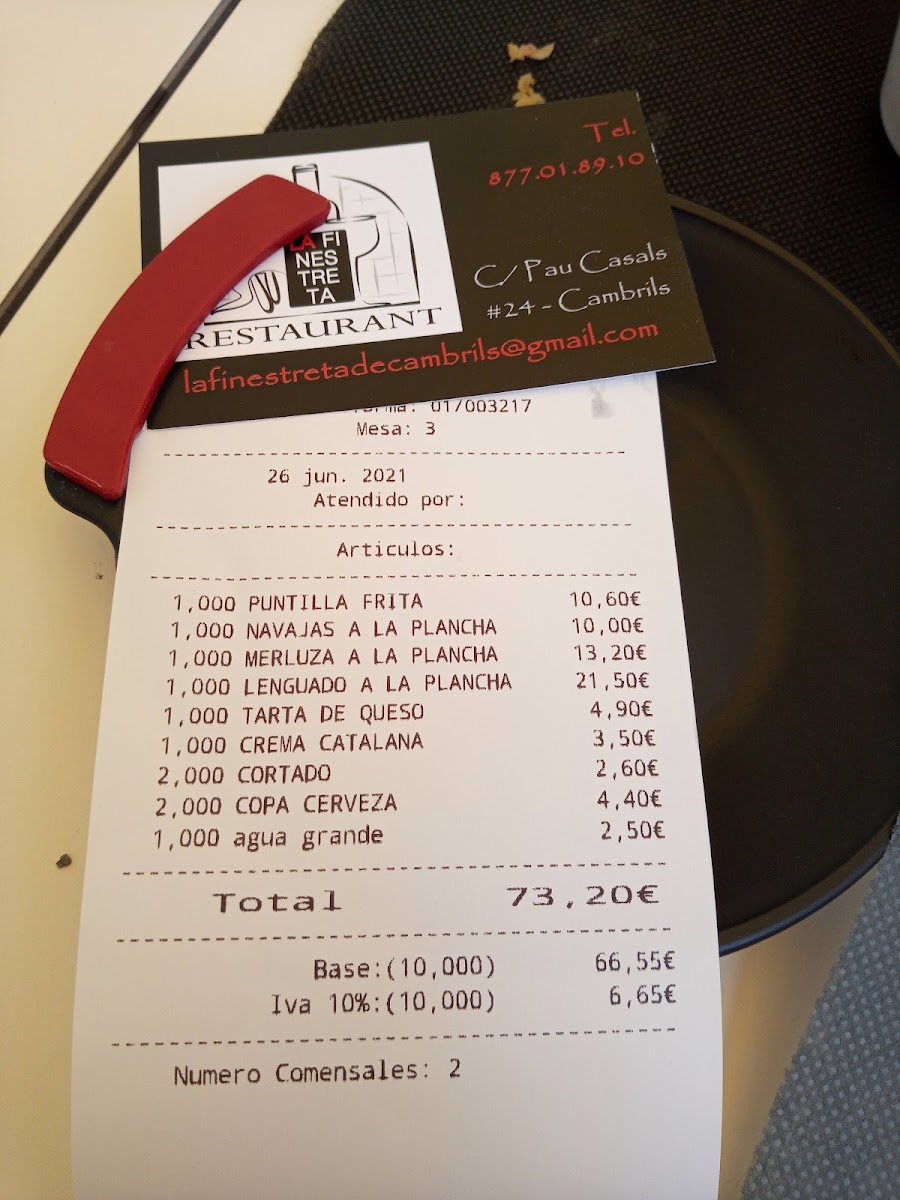 Tel.
877.01.89.10
LA FI
NES
TRE
TA
RESTAURANT
C/ Pau Casals
#24 - Cambrils
lafinestretadecambrils@gmail.com
01/003217
Mesa: 3
26 jun. 2021
Atendido por:
Articulos:
1,000 PUNTILLA FRITA 10,60€
1,000 NAVAJAS A LA PLANCHA 10,00€
1,000 MERLUZA A LA PLANCHA 13,20€
1,000 LENGUADO A LA PLANCHA 21,50€
1,000 TARTA DE QUESO 4,90€
1,000 CREMA CATALANA 3,50€
2,000 CORTADO 2,60€
2,000 COPA CERVEZA 4,40€
1,000 agua grande 2,50€
Total 73,20€
Base:(10,000) 66,55€
Iva 10%:(10,000) 6,65€
Numero Comensales: 2